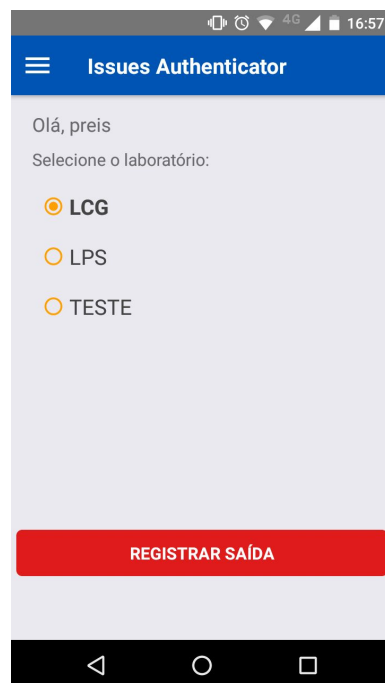 4G 16:57
Issues Authenticator
Olá, preis
Selecione o laboratório:
LCG
LPS
TESTE
REGISTRAR SAÍDA